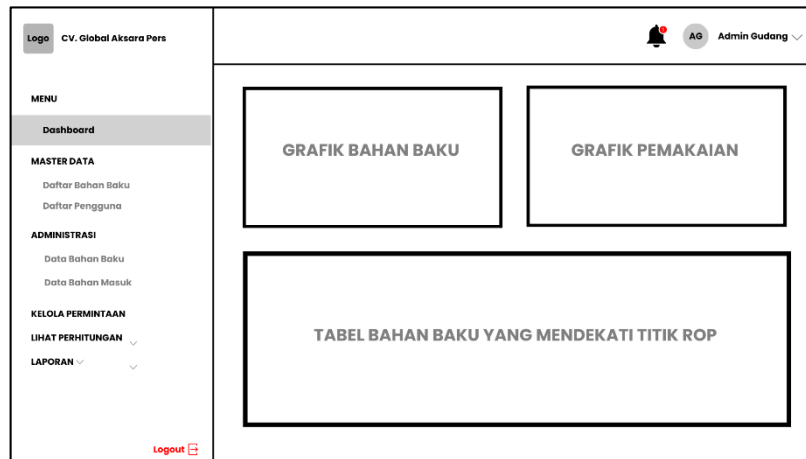 Logo CV. Global Aksara Pers
AG Admin Gudang
MENU
Dashboard
MASTER DATA
Daftar Bahan Baku
Daftar Pengguna
ADMINISTRASI
Data Bahan Baku
Data Bahan Masuk
KELOLA PERMINTAAN
LIHAT PERHITUNGAN
LAPORAN
Logout
GRAFIK BAHAN BAKU
GRAFIK PEMAKAIAN
TABEL BAHAN BAKU YANG MENDEKATI TITIK ROP